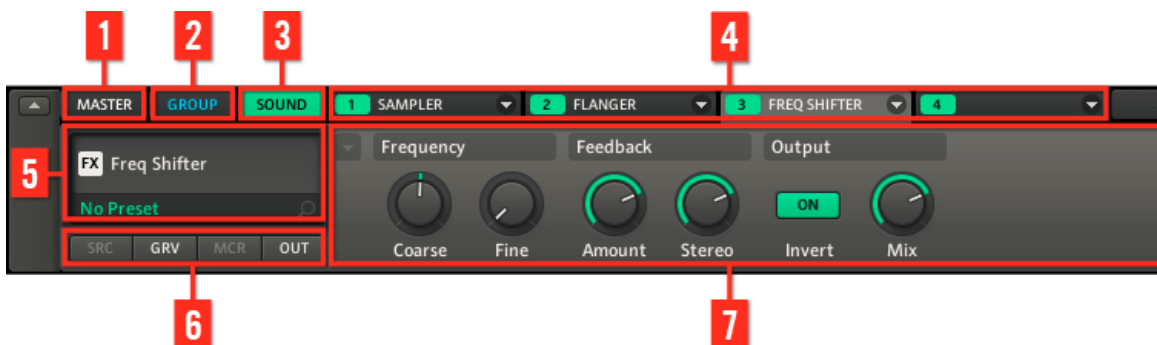 1 2 3 4
MASTER GROUP SOUND 1 SAMPLER 2 FLANGER 3 FREQ SHIFTER 4
5 FX Freq Shifter
No Preset
SRC GRV MCR OUT
Frequency Feedback Output
ON
Coarse Fine Amount Stereo Invert Mix
6 7